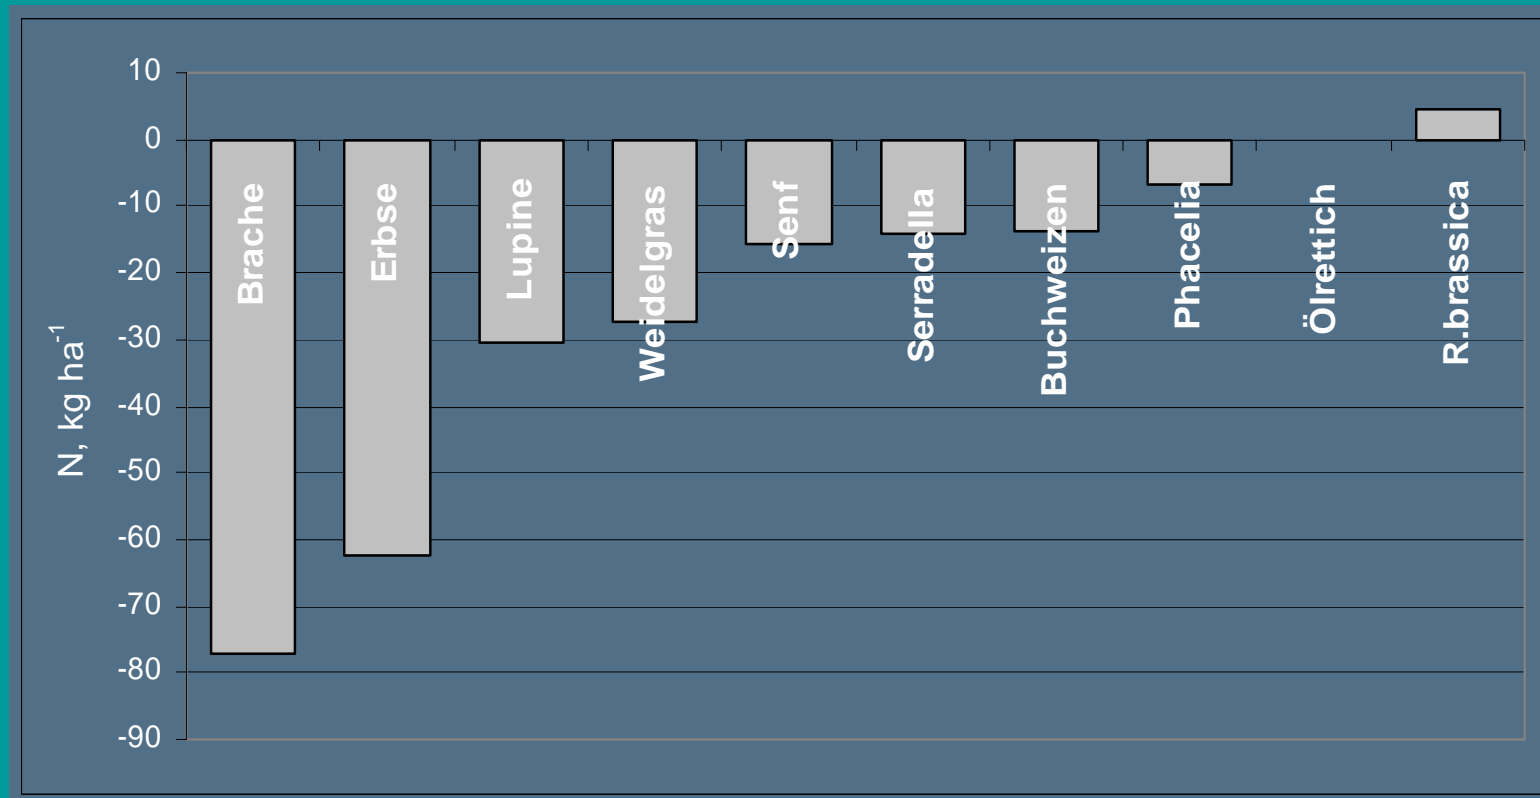 10
0
-10
-20
-30
-40
-50
-60
-70
-80
-90
N, kg ha-1
Brache
Erbse
Lupine
Weidelgras
Senf
Serradella
Buchweizen
Phacelia
Ölrettich
R.brassica